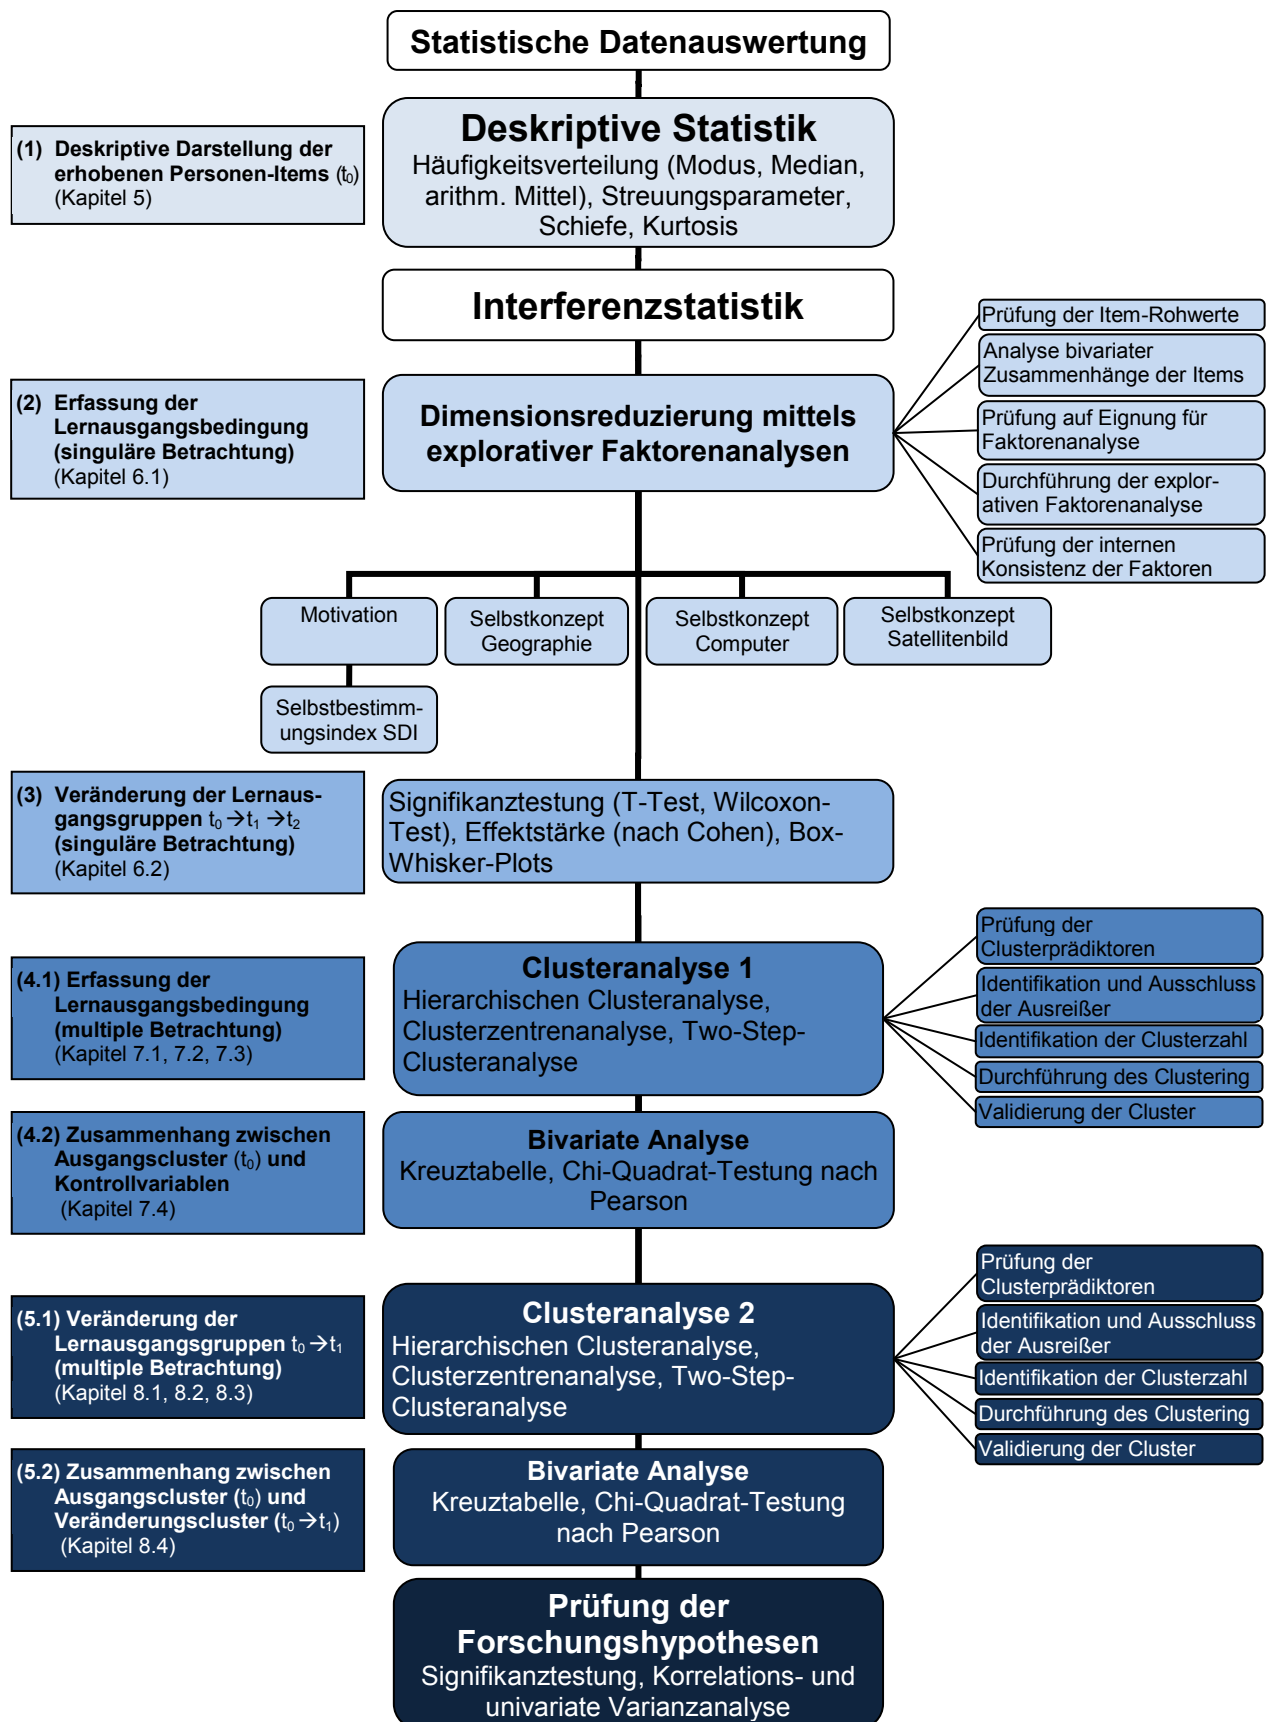 Statistische Datenauswertung
(1) Deskriptive Darstellung der
erhobenen Personen-Items (t₀)
(Kapitel 5)
Deskriptive Statistik
Häufigkeitsverteilung (Modus, Median,
arithm. Mittel), Streuungsparameter,
Schiefe, Kurtosis
Interferenzstatistik
(2) Erfassung der
Lernausgangsbedingung
(singuläre Betrachtung)
(Kapitel 6.1)
Dimensionsreduzierung mittels
explorativer Faktorenanalysen
Prüfung der Item-Rohwerte
Analyse bivariater
Zusammenhänge der Items
Prüfung auf Eignung für
Faktorenanalyse
Durchführung der explor-
ativen Faktorenanalyse
Prüfung der internen
Konsistenz der Faktoren
Motivation
Selbstkonzept
Geographie
Selbstkonzept
Computer
Selbstkonzept
Satellitenbild
Selbstbestimm-
ungsindex SDI
(3) Veränderung der Lernaus-
gangsgruppen t₀→t₁→t₂
(singuläre Betrachtung)
(Kapitel 6.2)
Signifikanztestung (T-Test, Wilcoxon-
Test), Effektstärke (nach Cohen), Box-
Whisker-Plots
(4.1) Erfassung der
Lernausgangsbedingung
(multiple Betrachtung)
(Kapitel 7.1, 7.2, 7.3)
Clusteranalyse 1
Hierarchischen Clusteranalyse,
Clusterzentrenanalyse, Two-Step-
Clusteranalyse
Prüfung der
Clusterprädiktoren
Identifikation und Ausschluss
der Ausreißer
Identifikation der Clusterzahl
Durchführung des Clustering
Validierung der Cluster
(4.2) Zusammenhang zwischen
Ausgangscluster (t₀) und
Kontrollvariablen
(Kapitel 7.4)
Bivariate Analyse
Kreuztabelle, Chi-Quadrat-Testung nach
Pearson
(5.1) Veränderung der
Lernausgangsgruppen t₀→t₁
(multiple Betrachtung)
(Kapitel 8.1, 8.2, 8.3)
Clusteranalyse 2
Hierarchischen Clusteranalyse,
Clusterzentrenanalyse, Two-Step-
Clusteranalyse
Prüfung der
Clusterprädiktoren
Identifikation und Ausschluss
der Ausreißer
Identifikation der Clusterzahl
Durchführung des Clustering
Validierung der Cluster
(5.2) Zusammenhang zwischen
Ausgangscluster (t₀) und
Veränderungscluster (t₀→t₁)
(Kapitel 8.4)
Bivariate Analyse
Kreuztabelle, Chi-Quadrat-Testung
nach Pearson
Prüfung der
Forschungshypothesen
Signifikanztestung, Korrelations- und
univariate Varianzanalyse